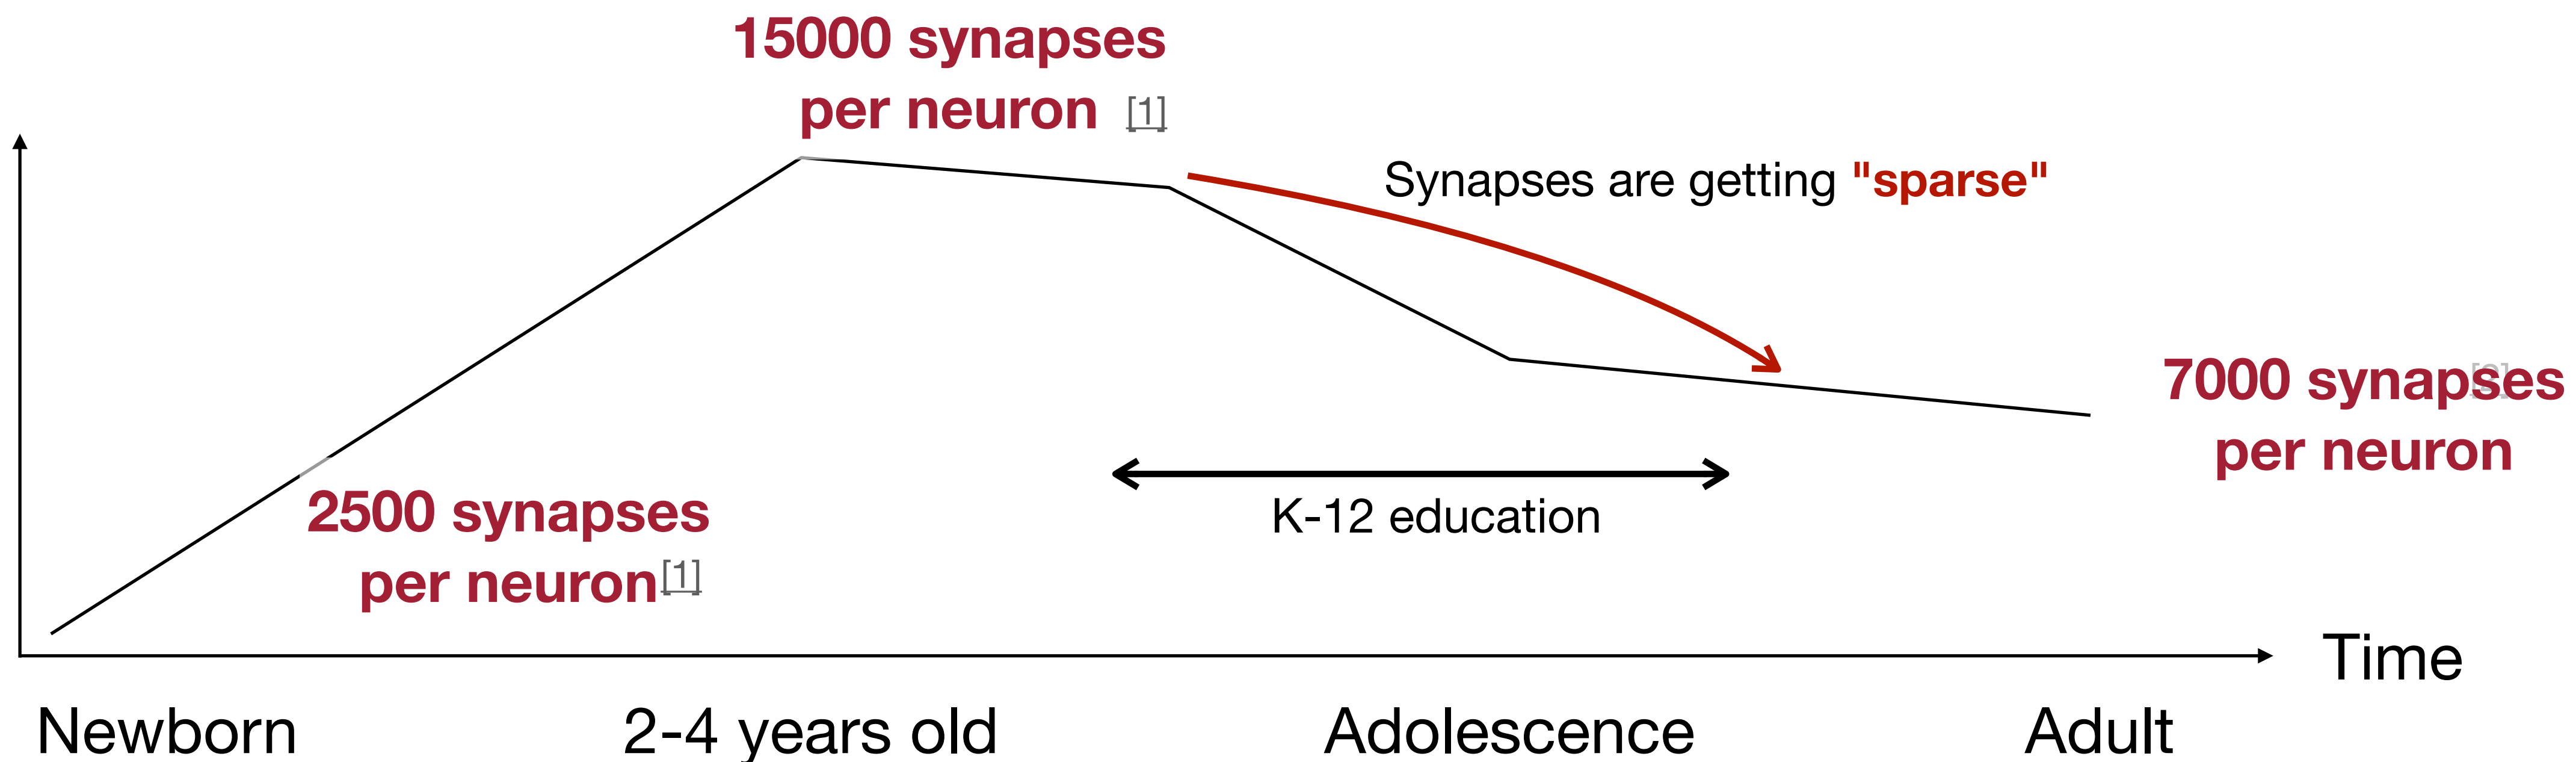 15000 synapses
per neuron [1]
Synapses are getting "sparse"
7000 synapses [2]
per neuron
2500 synapses
per neuron[1]
K-12 education
Time
Newborn
2-4 years old
Adolescence
Adult